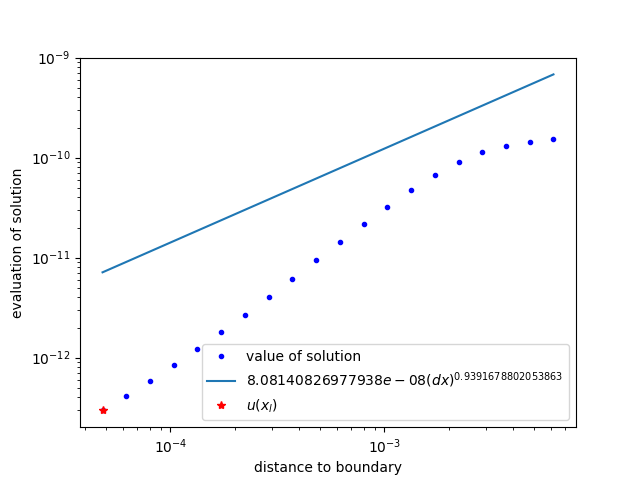 10⁻⁹
10⁻¹⁰
10⁻¹¹
10⁻¹²
evaluation of solution
value of solution
8.08140826977938e − 08(dx)^0.9391678802053863
u(x_l)
10⁻⁴
10⁻³
distance to boundary